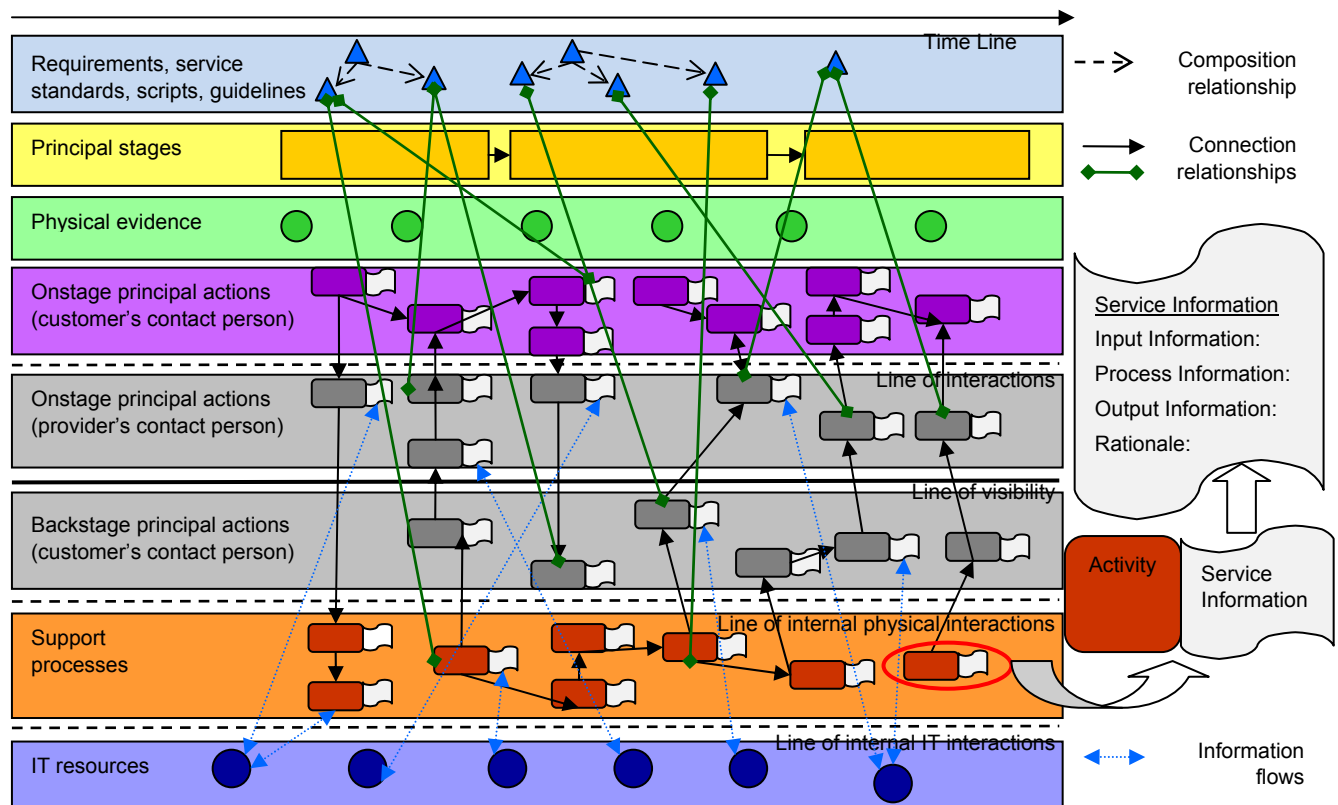 Time Line
Requirements, service
standards, scripts, guidelines
Composition
relationship
Principal stages
Connection
relationships
Physical evidence
Onstage principal actions
(customer's contact person)
Service Information
Input Information:
Process Information:
Output Information:
Rationale:
Line of interactions
Onstage principal actions
(provider's contact person)
Line of visibility
Backstage principal actions
(customer's contact person)
Activity
Service
Information
Line of internal physical interactions
Support
processes
Line of internal IT interactions
IT resources
Information
flows